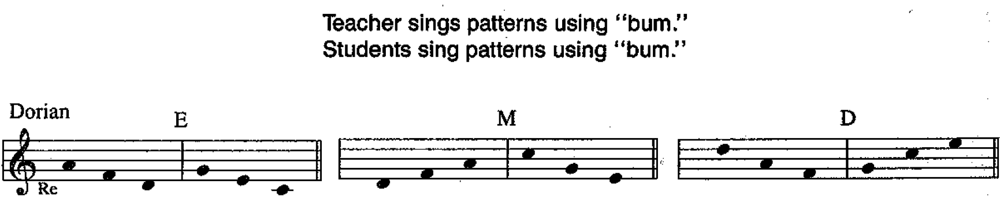 Teacher sings patterns using “bum.”
Students sing patterns using “bum.”
Dorian
E
M
D
Re